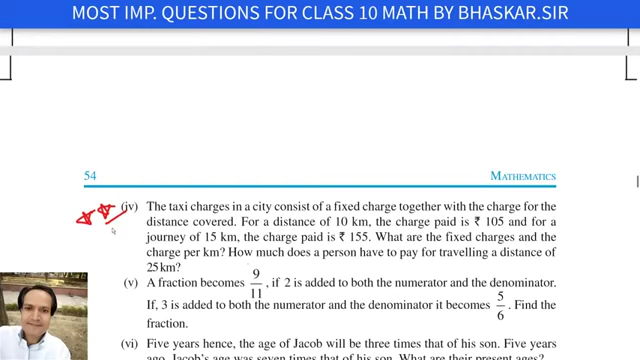 MOST IMP. QUESTIONS FOR CLASS 10 MATH BY BHASKAR.SIR
54 MATHEMATICS
(iv) The taxi charges in a city consist of a fixed charge together with the charge for the
distance covered. For a distance of 10 km, the charge paid is ₹ 105 and for a
journey of 15 km, the charge paid is ₹ 155. What are the fixed charges and the
charge per km? How much does a person have to pay for travelling a distance of
25 km?
(v) A fraction becomes 9/11, if 2 is added to both the numerator and the denominator.
If, 3 is added to both the numerator and the denominator it becomes 5/6. Find the
fraction.
(vi) Five years hence, the age of Jacob will be three times that of his son. Five years
ago, Jacob's age was seven times that of his son. What are their present ages?